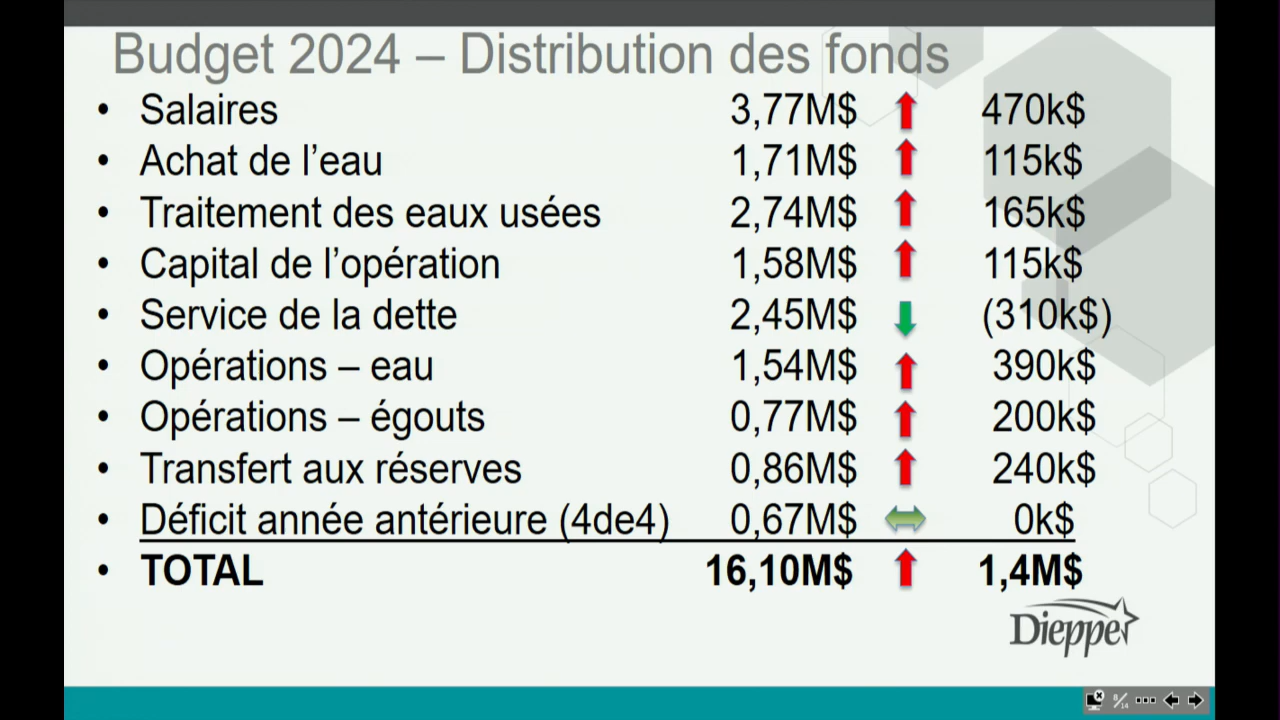 Budget 2024 – Distribution des fonds
• Salaires 3,77M$ 470k$
• Achat de l’eau 1,71M$ 115k$
• Traitement des eaux usées 2,74M$ 165k$
• Capital de l’opération 1,58M$ 115k$
• Service de la dette 2,45M$ (310k$)
• Opérations – eau 1,54M$ 390k$
• Opérations – égouts 0,77M$ 200k$
• Transfert aux réserves 0,86M$ 240k$
• Déficit année antérieure (4de4) 0,67M$ 0k$
• TOTAL 16,10M$ 1,4M$
Dieppe
8/14